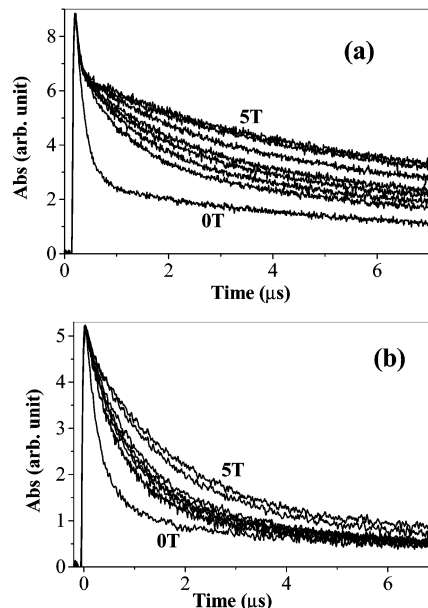 (a)
Abs (arb. unit)
8
6
4
2
0
5T
0T
0 2 4 6
Time (μs)
(b)
Abs (arb. unit)
5
4
3
2
1
0
5T
0T
0 2 4 6
Time (μs)